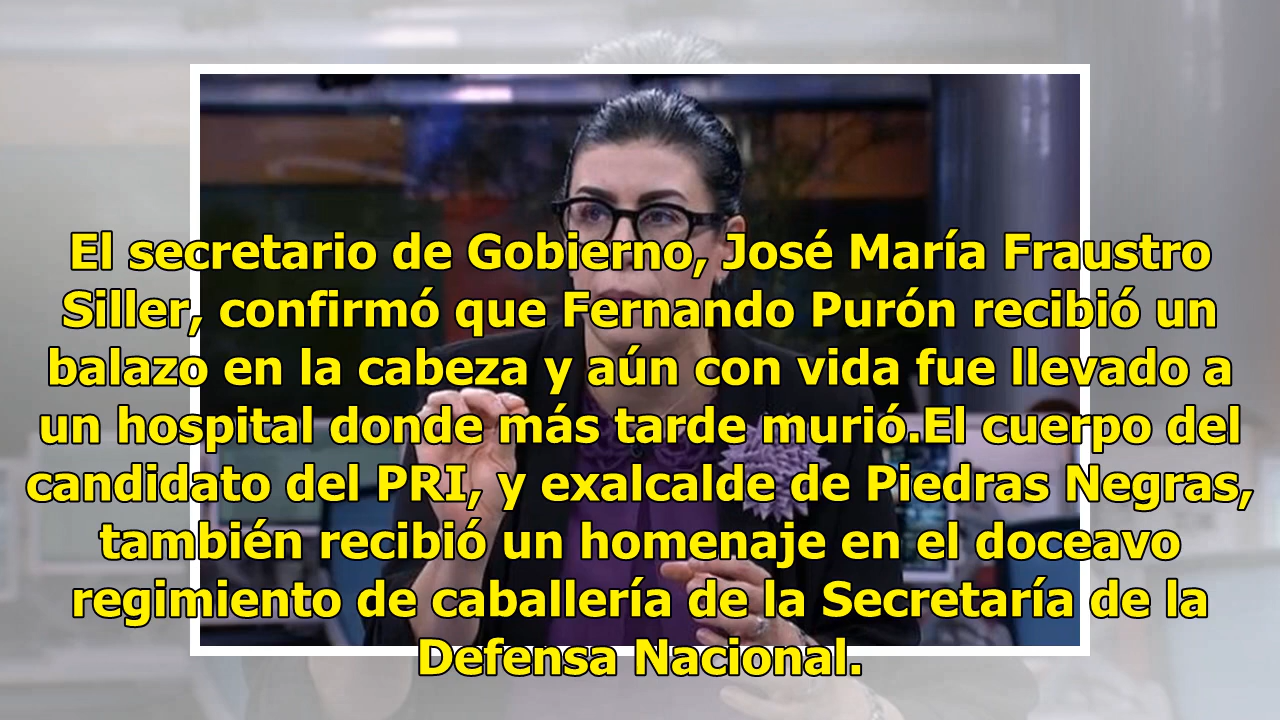 El secretario de Gobierno, José María Fraustro
Siller, confirmó que Fernando Purón recibió un
balazo en la cabeza y aún con vida fue llevado a
un hospital donde más tarde murió.El cuerpo del
candidato del PRI, y exalcalde de Piedras Negras,
también recibió un homenaje en el doceavo
regimiento de caballería de la Secretaría de la
Defensa Nacional.